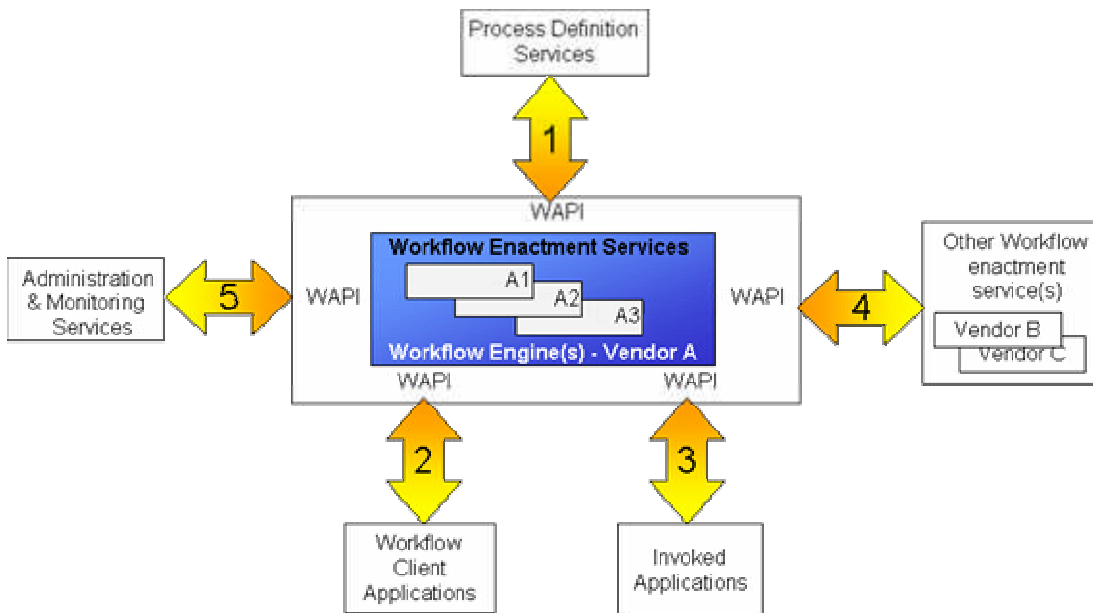 Process Definition
Services
1
WAPI
Workflow Enactment Services
A1
A2
A3
Workflow Engine(s) - Vendor A
WAPI
WAPI
WAPI
WAPI
Administration
& Monitoring
Services
5
4
Other Workflow
enactment
service(s)
Vendor B
Vendor C
2
3
Workflow
Client
Applications
Invoked
Applications